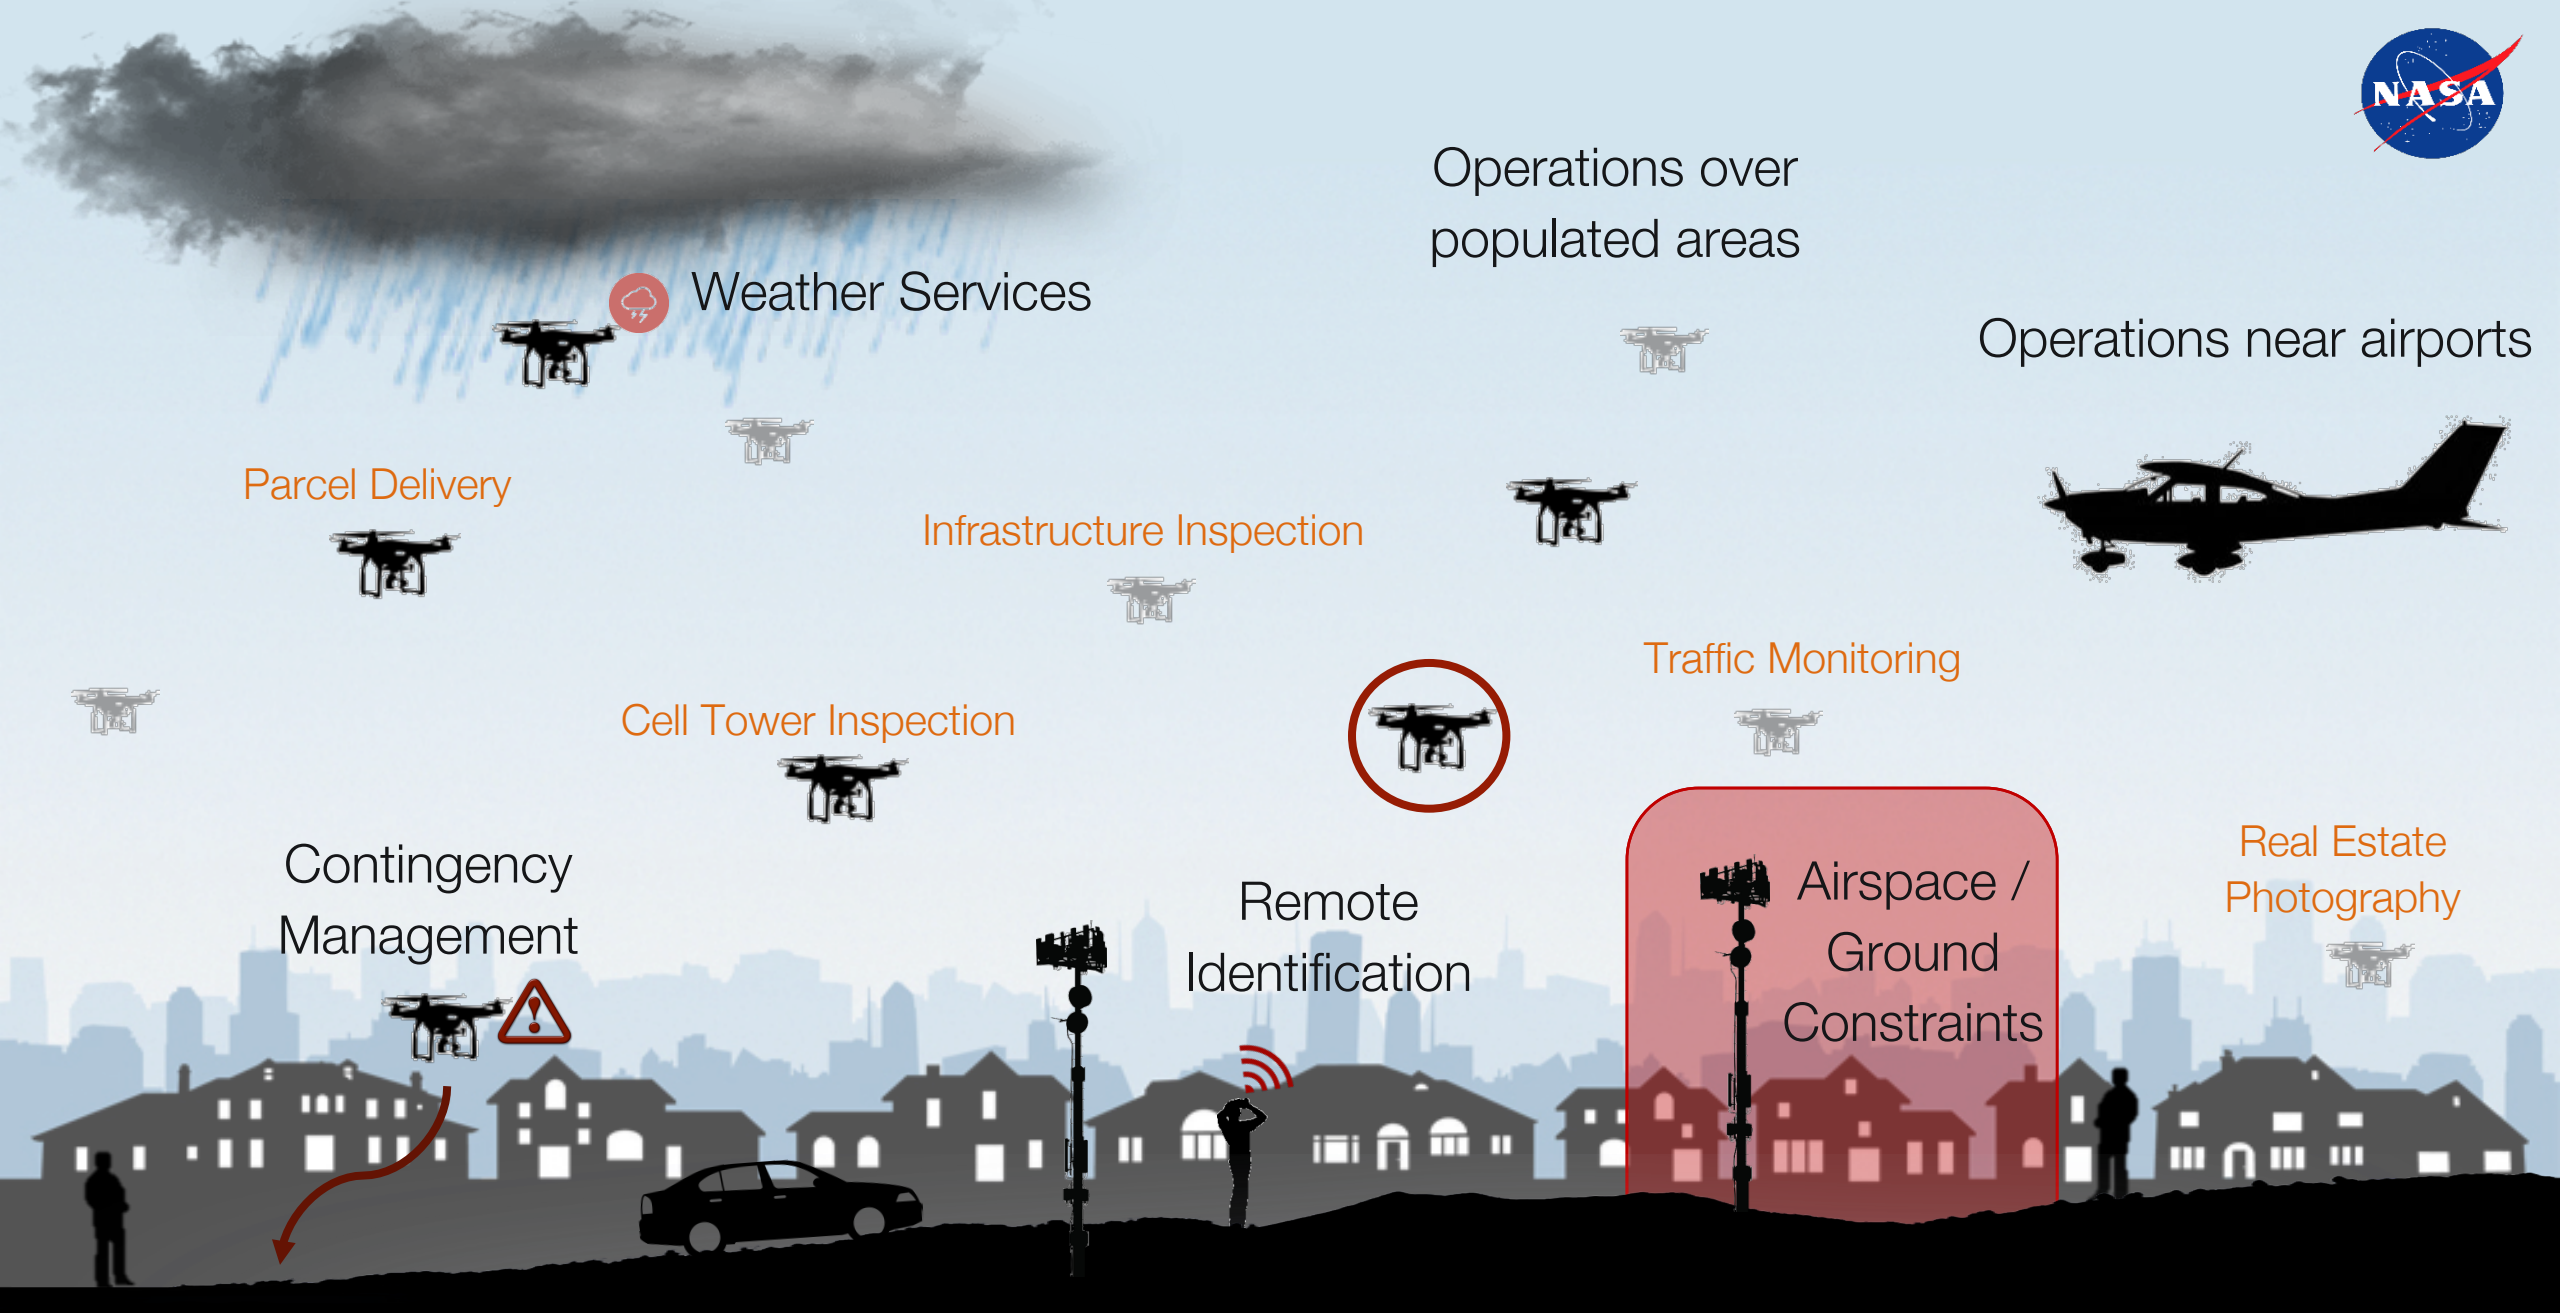 NASA
Operations over
populated areas
Weather Services
Operations near airports
Parcel Delivery
Infrastructure Inspection
Traffic Monitoring
Cell Tower Inspection
Contingency
Management
Remote
Identification
Airspace /
Ground
Constraints
Real Estate
Photography